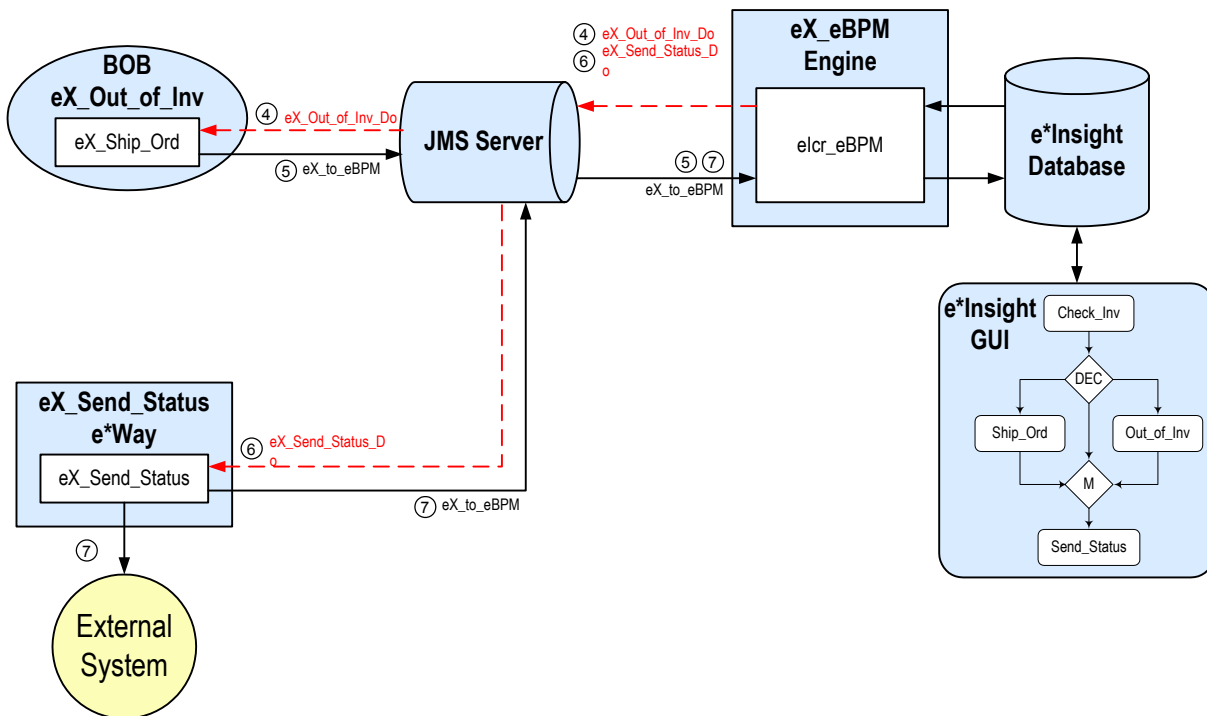 ④ eX_Out_of_Inv_Do
⑥ eX_Send_Status_D
o
eX_eBPM
Engine
eIcr_eBPM
BOB
eX_Out_of_Inv
eX_Ship_Ord
④ eX_Out_of_Inv_Do
⑤ eX_to_eBPM
JMS Server
⑤ ⑦
eX_to_eBPM
e*Insight
Database
e*Insight
GUI
Check_Inv
DEC
Ship_Ord
Out_of_Inv
M
Send_Status
eX_Send_Status
e*Way
eX_Send_Status
⑥ eX_Send_Status_D
o
⑦ eX_to_eBPM
⑦
External
System